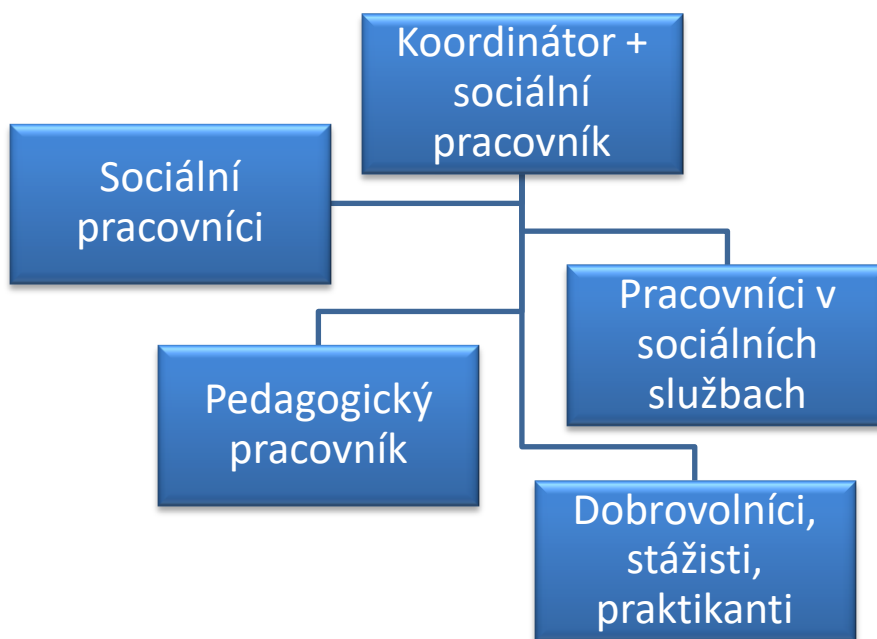 Koordinátor +
sociální
pracovník
Sociální
pracovníci
Pracovníci v
sociálních
službach
Pedagogický
pracovník
Dobrovolníci,
stážisti,
praktikanti